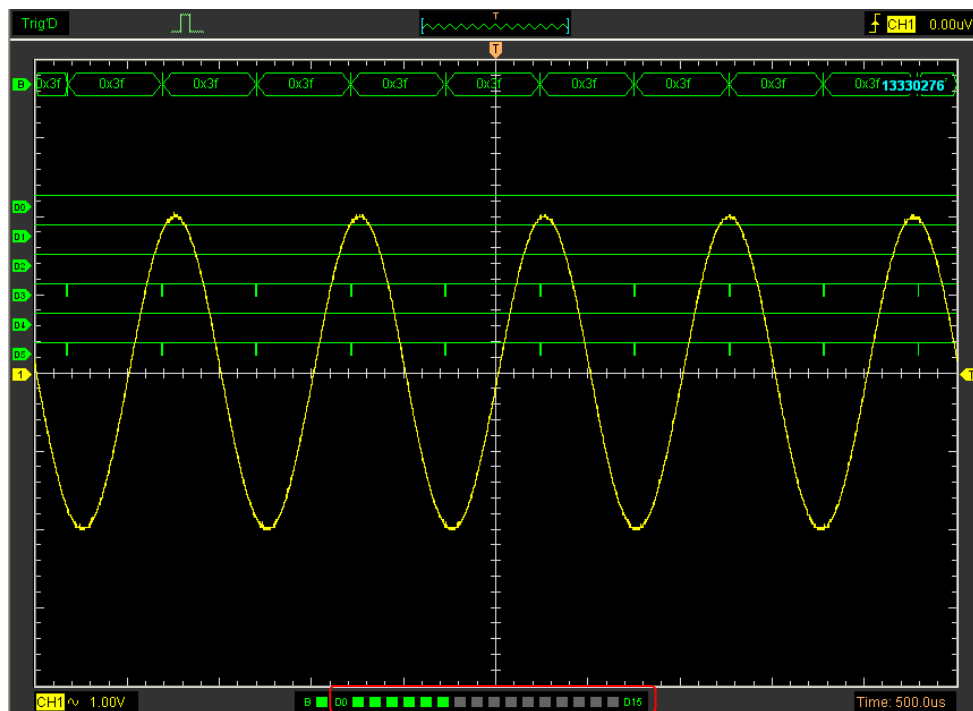 Trig'D T CH1 0.00uV
T
B 0x3f 0x3f 0x3f 0x3f 0x3f 0x3f 0x3f 0x3f 0x3f 0x3f 13330276
D0
D1
D2
D3
D4
D5
1 T
CH1 1.00V B D0 D15 Time: 500.0us